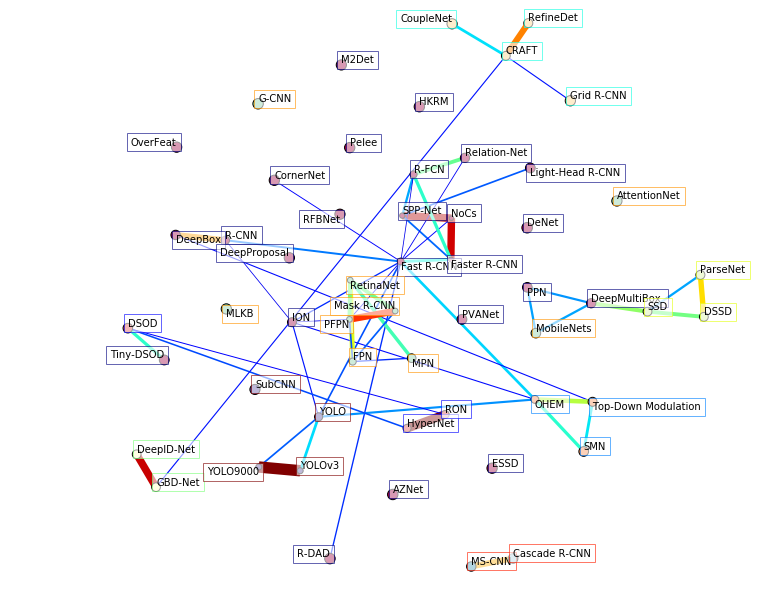 CoupleNet
RefineDet
CRAFT
M2Det
G-CNN
HKRM
Grid R-CNN
OverFeat
Pelee
Relation-Net
R-FCN
Light-Head R-CNN
CornerNet
AttentionNet
RFBNet
SPP-Net
NoCs
DeNet
DeepBox
R-CNN
DeepProposal
Fast R-CNN
Faster R-CNN
ParseNet
RetinaNet
PPN
DeepMultiBox
SSD
DSSD
MLKB
ION
Mask R-CNN
PFPN
PVANet
MobileNets
DSOD
Tiny-DSOD
FPN
MPN
SubCNN
YOLO
RON
HyperNet
OHEM
Top-Down Modulation
SMN
DeepID-Net
GBD-Net
YOLO9000
YOLOv3
ESSD
AZNet
R-DAD
MS-CNN
Cascade R-CNN